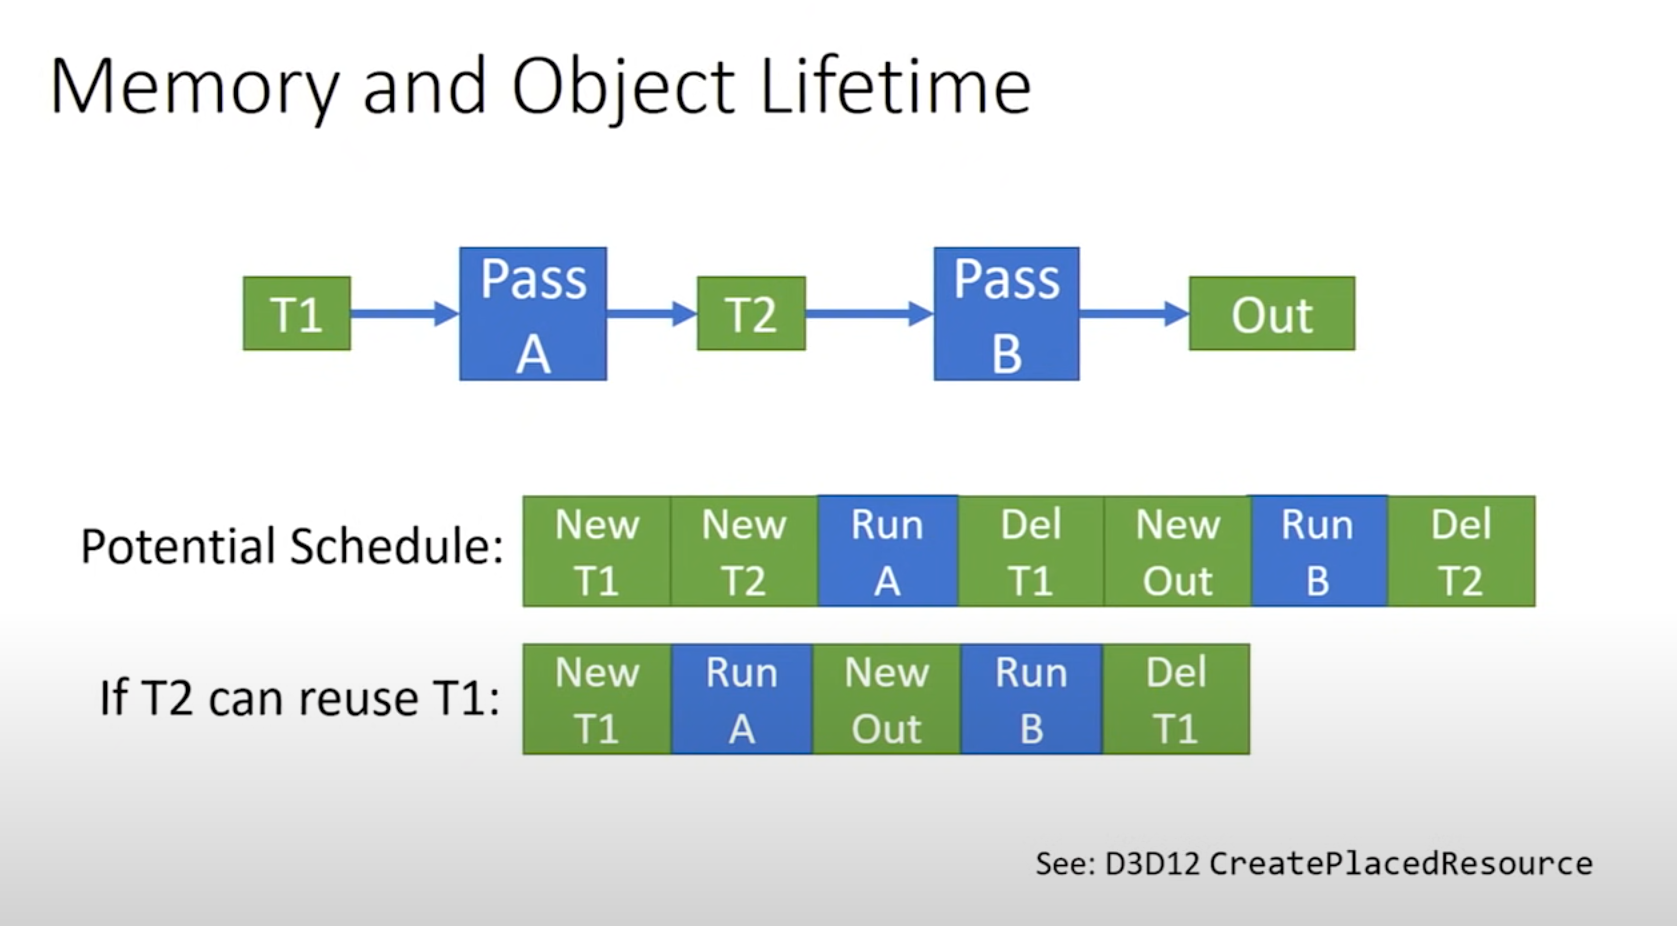 Memory and Object Lifetime
T1
Pass
A
T2
Pass
B
Out
Potential Schedule:
New
T1
New
T2
Run
A
Del
T1
New
Out
Run
B
Del
T2
If T2 can reuse T1:
New
T1
Run
A
New
Out
Run
B
Del
T1
See: D3D12 CreatePlacedResource